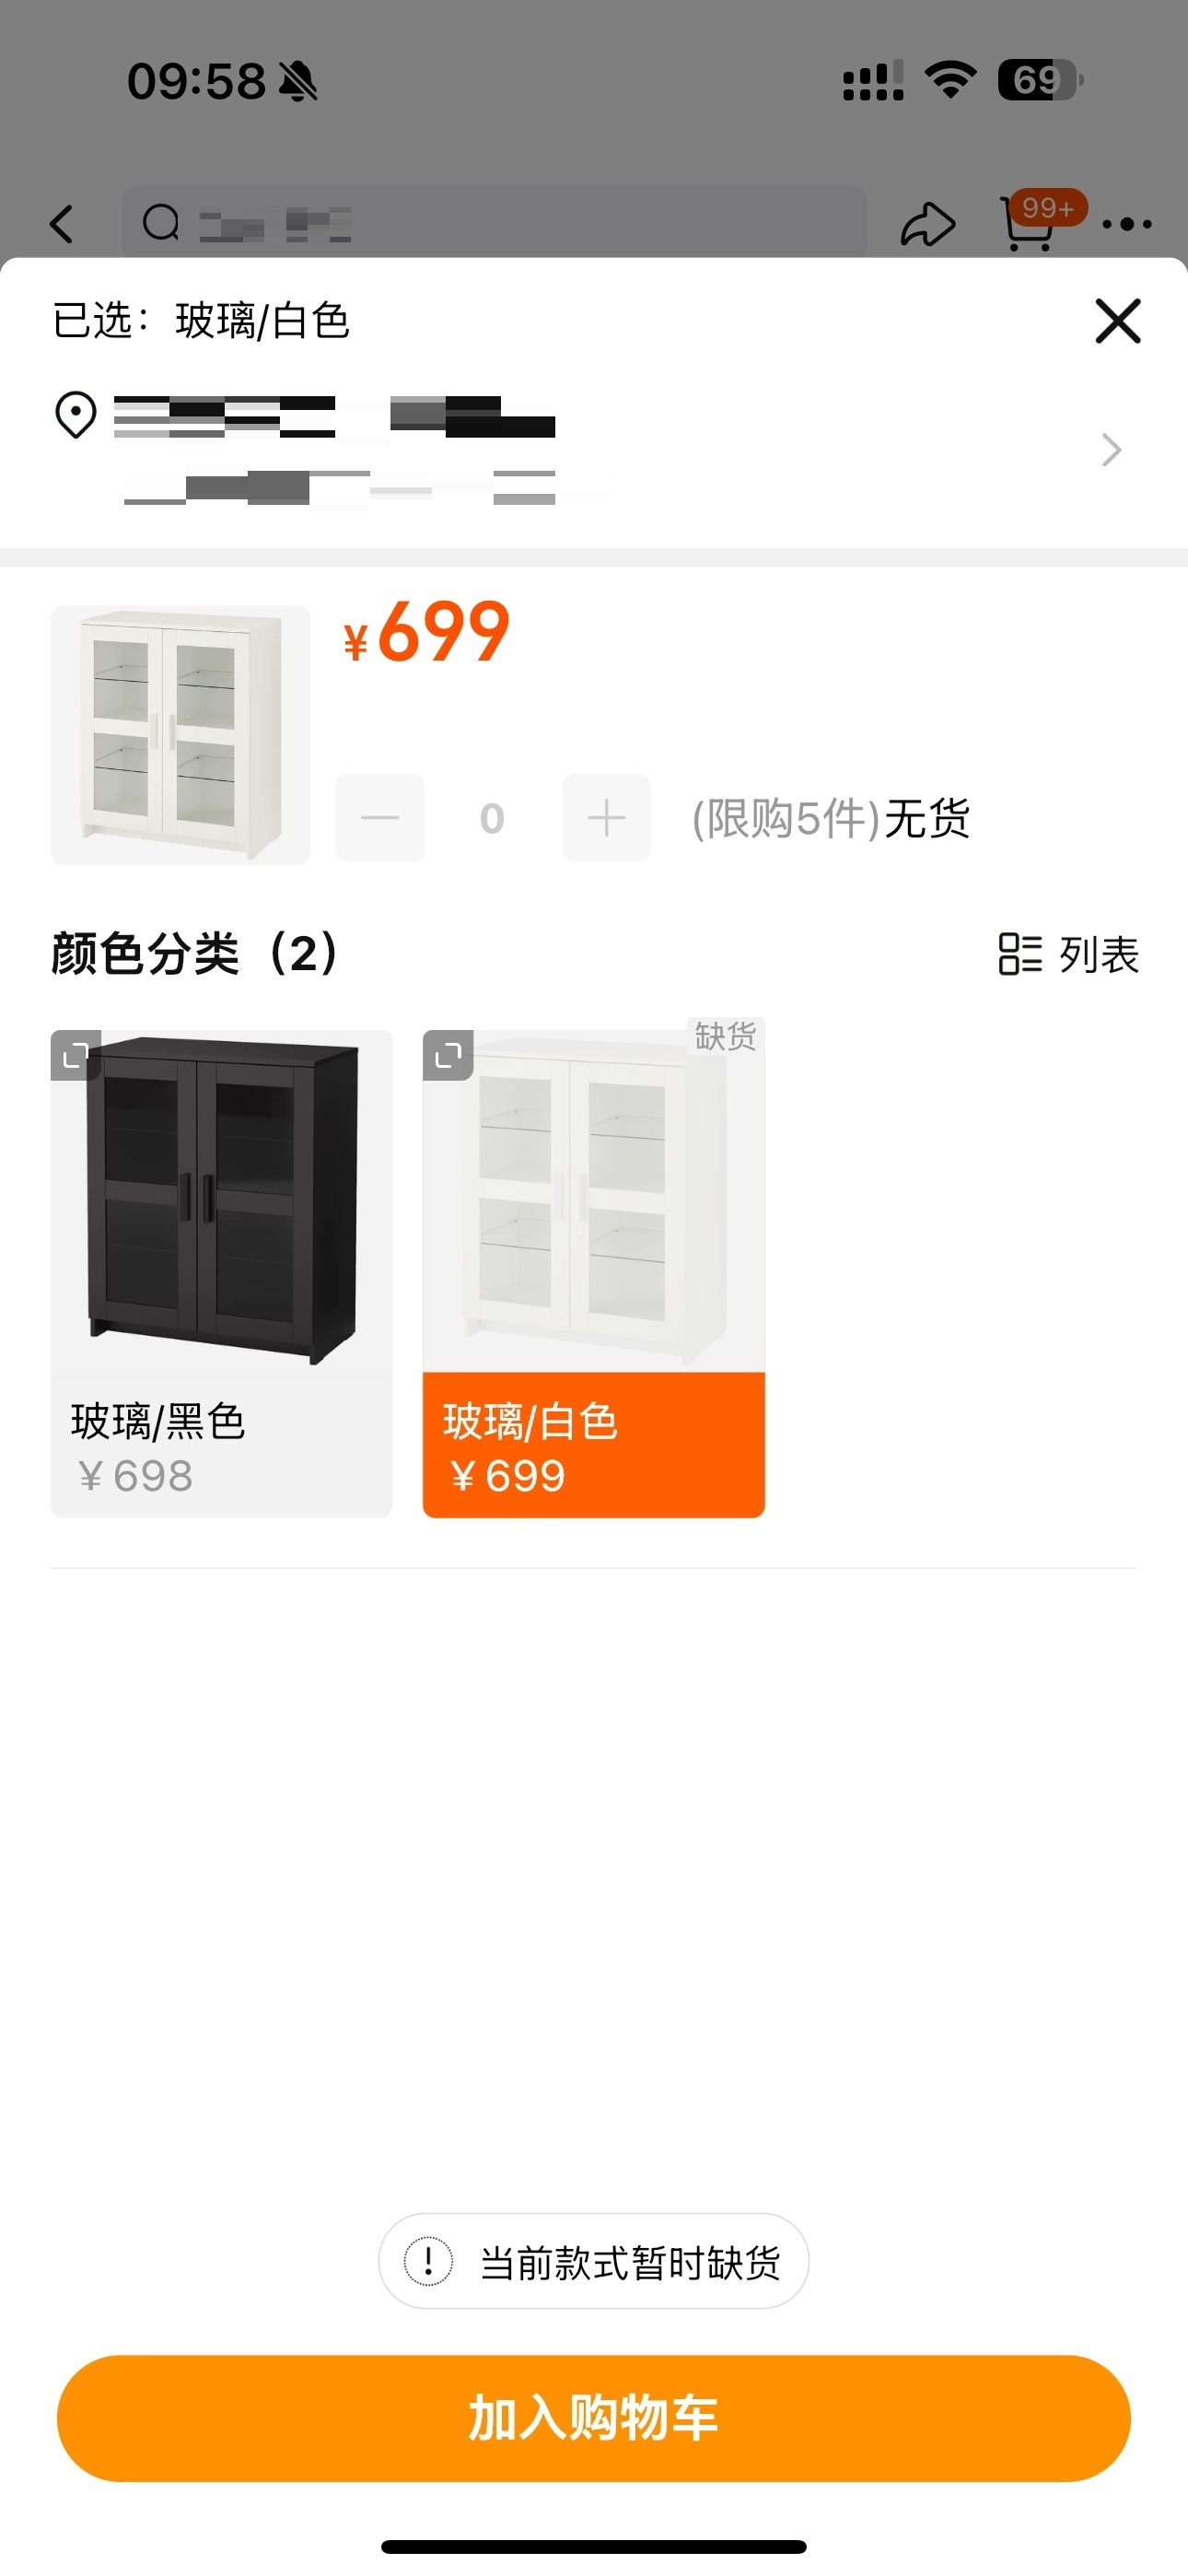 09:58
69
99+
已选：玻璃/白色
¥699
0
(限购5件)无货
颜色分类（2）
列表
缺货
玻璃/黑色
¥698
玻璃/白色
¥699
当前款式暂时缺货
加入购物车